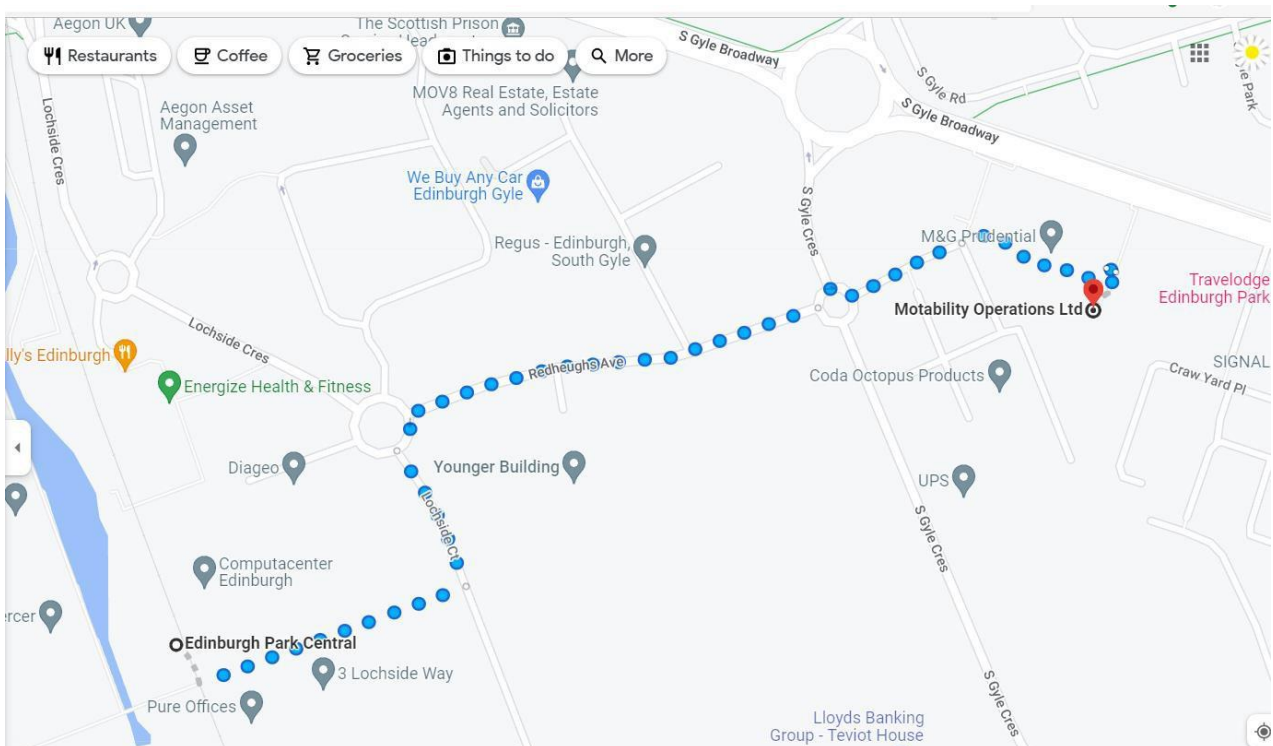 Aegon UK
The Scottish Prison
S Gyle Broadway
Restaurants
Coffee
Groceries
Things to do
More
S Gyle Rd
S Gyle Broadway
MOV8 Real Estate, Estate
Agents and Solicitors
Lochside Cres
Aegon Asset
Management
We Buy Any Car
Edinburgh Gyle
S Gyle Cres
Regus - Edinburgh,
South Gyle
M&G Prudential
Travelodge
Edinburgh Park
Motability Operations Ltd
Lochside Cres
lly's Edinburgh
Redheughs Ave
SIGNAL
Craw Yard Pl
Energize Health & Fitness
Coda Octopus Products
Diageo
Younger Building
UPS
Lochside Ct
S Gyle Cres
Computacenter
Edinburgh
ercer
Edinburgh Park Central
3 Lochside Way
Pure Offices
S Gyle Cres
Lloyds Banking
Group - Teviot House